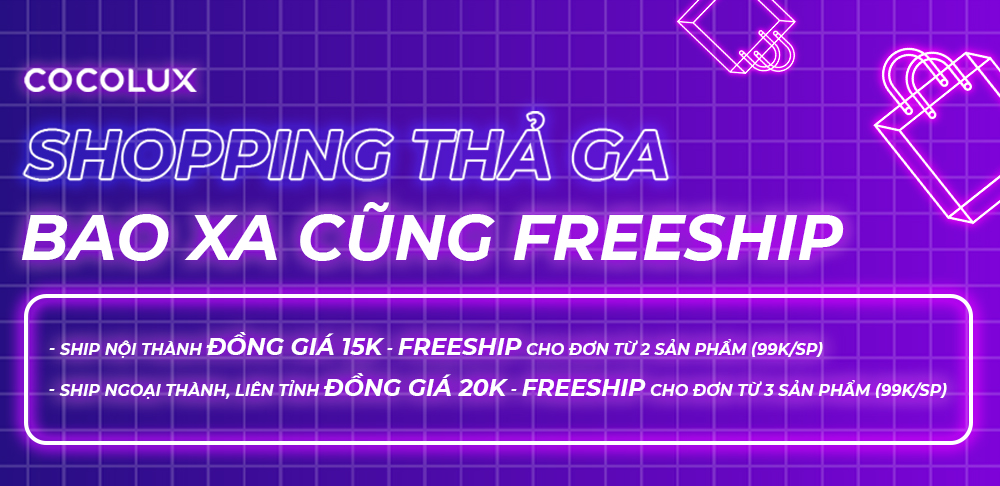 COCOLUX
SHOPPING THẢ GA
BAO XA CŨNG FREESHIP
- SHIP NỘI THÀNH ĐỒNG GIÁ 15K - FREESHIP CHO ĐƠN TỪ 2 SẢN PHẨM (99K/SP)
- SHIP NGOẠI THÀNH, LIÊN TỈNH ĐỒNG GIÁ 20K - FREESHIP CHO ĐƠN TỪ 3 SẢN PHẨM (99K/SP)